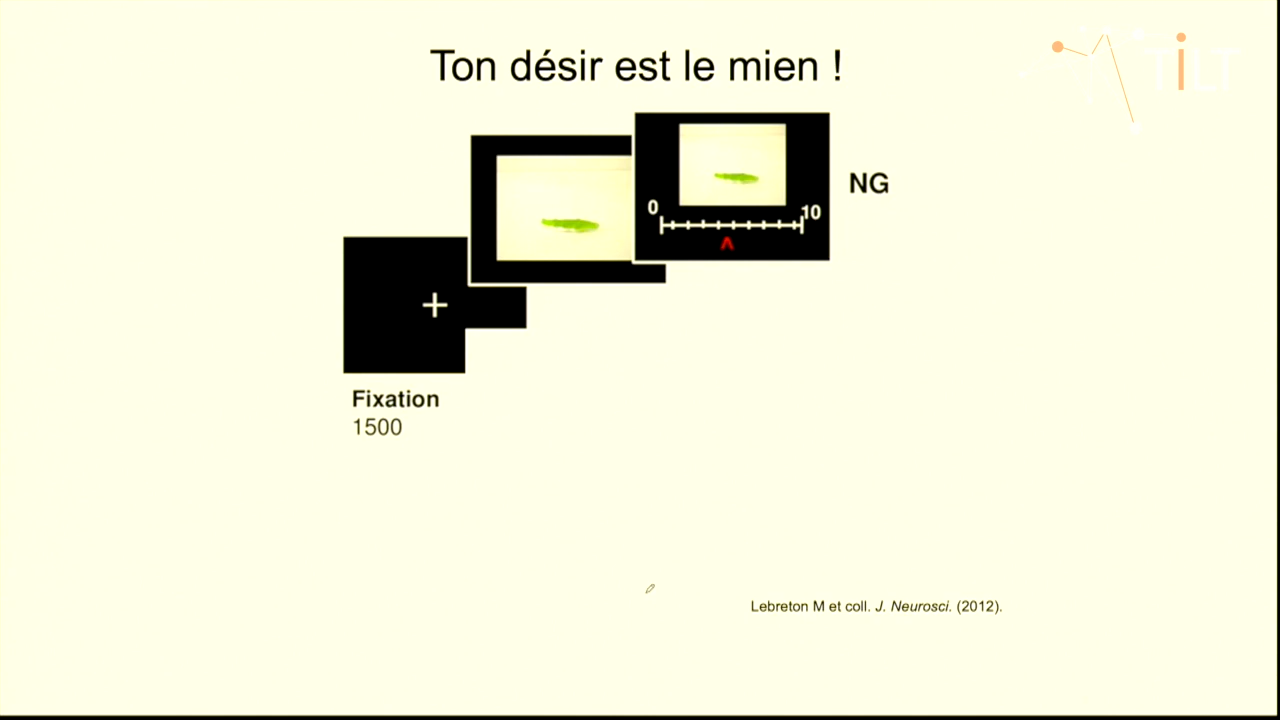 Ton désir est le mien !
TiLT
NG
0
10
Fixation
1500
Lebreton M et coll. J. Neurosci. (2012).